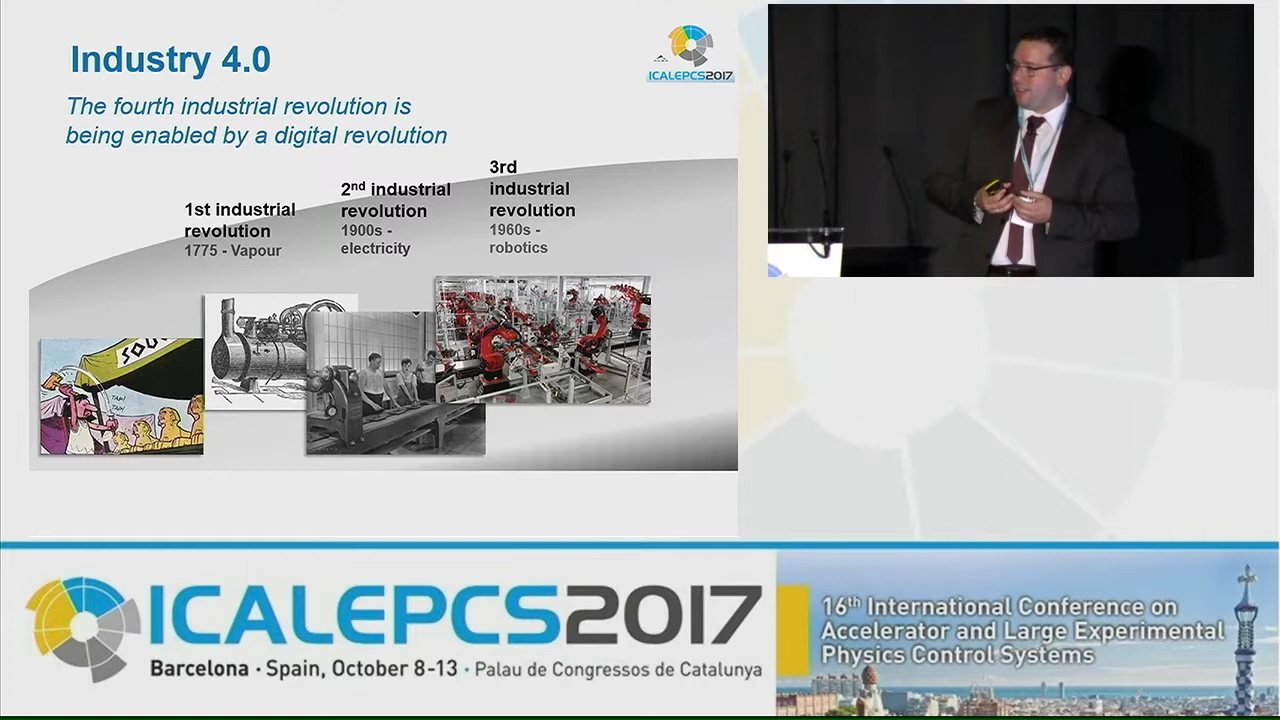 Industry 4.0
ICALEPCS2017
The fourth industrial revolution is
being enabled by a digital revolution
1st industrial
revolution
1775 - Vapour
2nd industrial
revolution
1900s -
electricity
3rd
industrial
revolution
1960s -
robotics
TAP!
TAP!
ICALEPCS2017
Barcelona · Spain, October 8-13 · Palau de Congressos de Catalunya
16th International Conference on
Accelerator and Large Experimental
Physics Control Systems